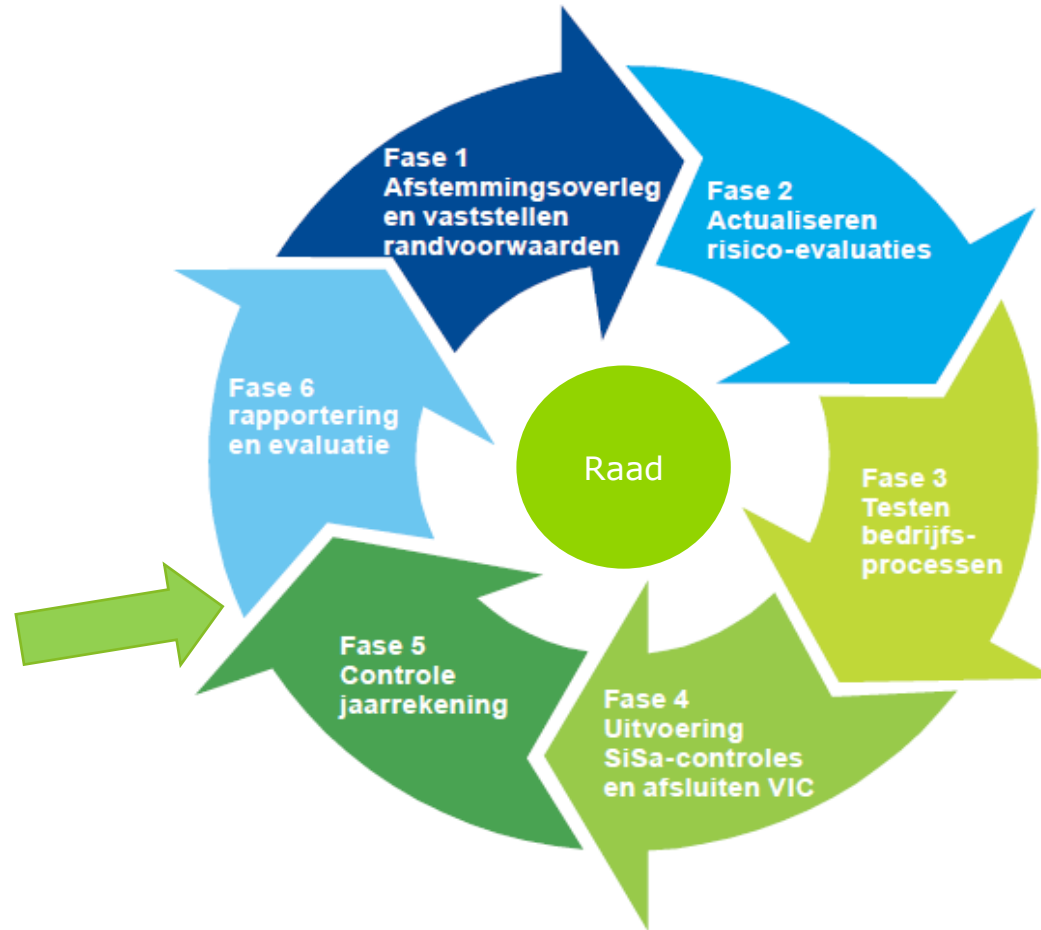 Fase 1
Afstemmingsoverleg
en vaststellen
randvoorwaarden
Fase 2
Actualiseren
risico-evaluaties
Fase 3
Testen
bedrijfs-
processen
Fase 4
Uitvoering
SiSa-controles
en afsluiten VIC
Fase 5
Controle
jaarrekening
Fase 6
rapportering
en evaluatie
Raad